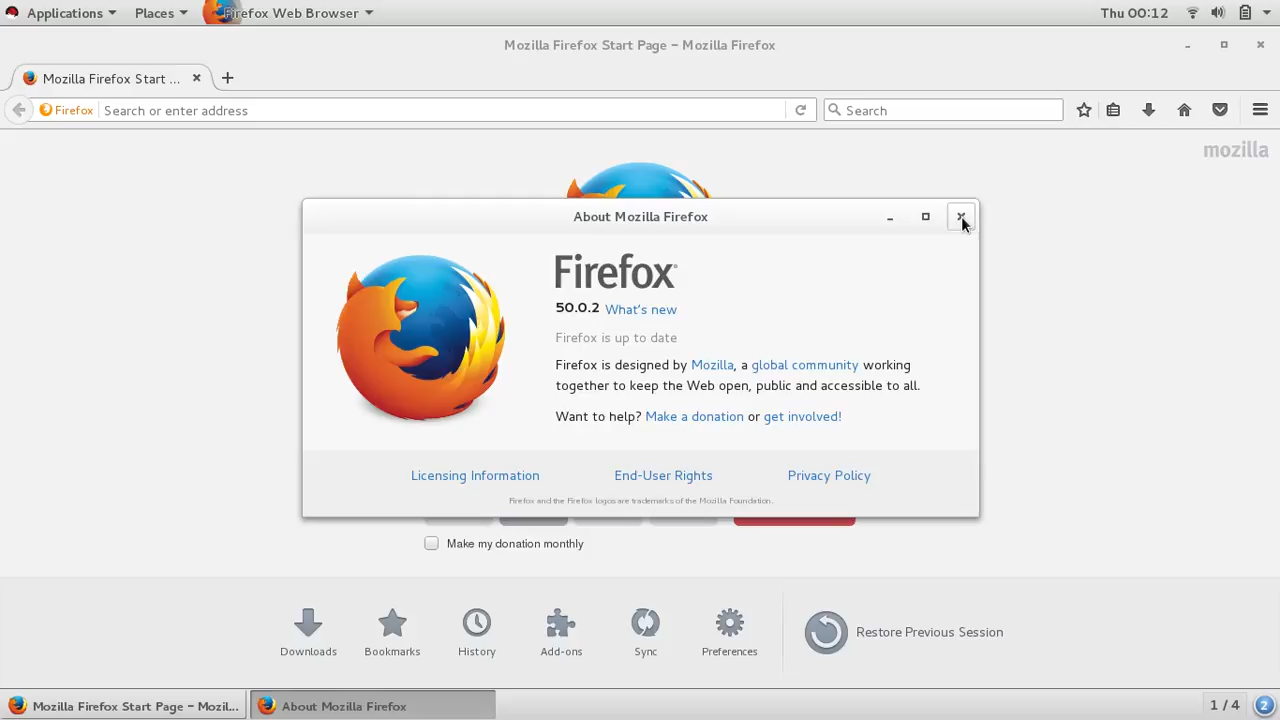 Applications Places Firefox Web Browser Thu 00:12
Mozilla Firefox Start Page – Mozilla Firefox
Mozilla Firefox Start ...
Firefox Search or enter address Search
mozilla
About Mozilla Firefox
Firefox®
50.0.2 What's new
Firefox is up to date
Firefox is designed by Mozilla, a global community working
together to keep the Web open, public and accessible to all.
Want to help? Make a donation or get involved!
Licensing Information End-User Rights Privacy Policy
Firefox and the Firefox logos are trademarks of the Mozilla Foundation.
Make my donation monthly
Downloads Bookmarks History Add-ons Sync Preferences Restore Previous Session
Mozilla Firefox Start Page – Mozil... About Mozilla Firefox 1 / 4 2